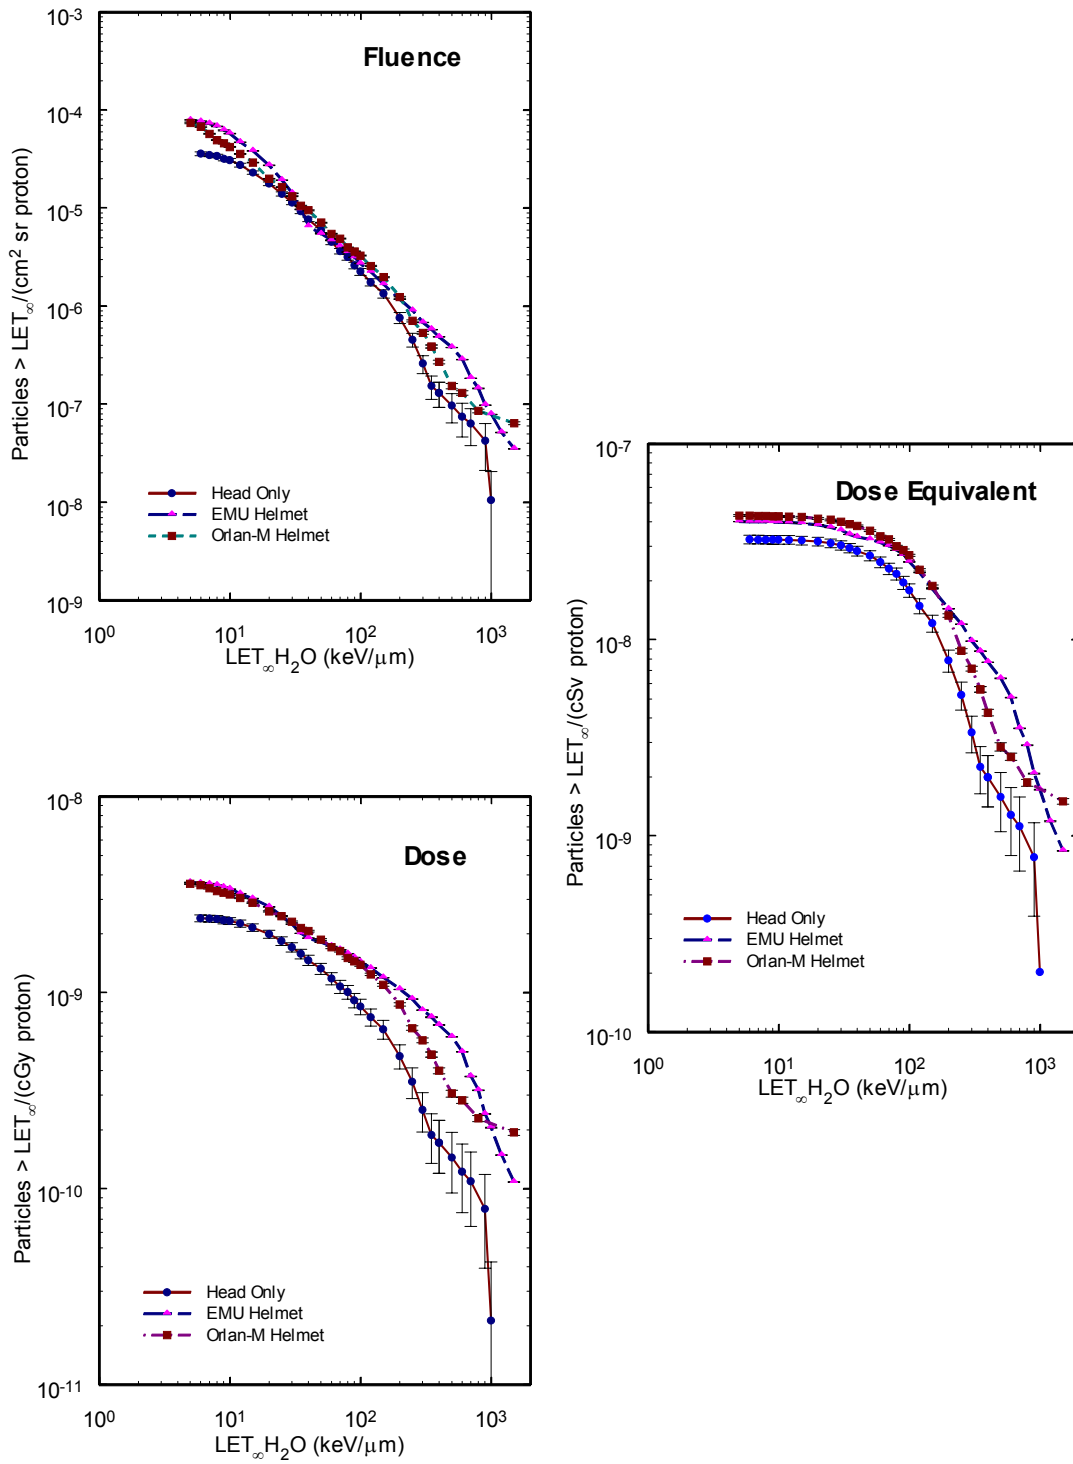 Fluence
Particles > LET∞/(cm² sr proton)
10⁻³
10⁻⁴
10⁻⁵
10⁻⁶
10⁻⁷
10⁻⁸
10⁻⁹
Head Only
EMU Helmet
Orlan-M Helmet
10⁰ 10¹ 10² 10³
LET∞H₂O (keV/μm)
Dose Equivalent
Particles > LET∞/(cSv proton)
10⁻⁷
10⁻⁸
10⁻⁹
10⁻¹⁰
Head Only
EMU Helmet
Orlan-M Helmet
10⁰ 10¹ 10² 10³
LET∞H₂O (keV/μm)
Dose
Particles > LET∞/(cGy proton)
10⁻⁸
10⁻⁹
10⁻¹⁰
10⁻¹¹
Head Only
EMU Helmet
Orlan-M Helmet
10⁰ 10¹ 10² 10³
LET∞H₂O (keV/μm)